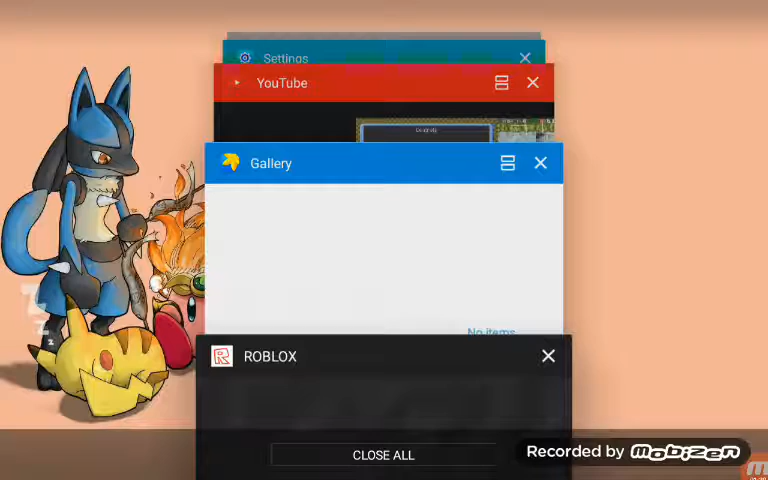 Settings
YouTube
Gallery
No items
ROBLOX
CLOSE ALL
Recorded by MOBIZEN